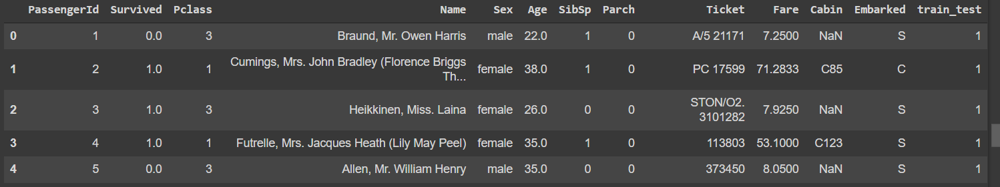 PassengerId Survived Pclass Name Sex Age SibSp Parch Ticket Fare Cabin Embarked train_test
0 1 0.0 3 Braund, Mr. Owen Harris male 22.0 1 0 A/5 21171 7.2500 NaN S 1
1 2 1.0 1 Cumings, Mrs. John Bradley (Florence Briggs Th... female 38.0 1 0 PC 17599 71.2833 C85 C 1
2 3 1.0 3 Heikkinen, Miss. Laina female 26.0 0 0 STON/O2. 3101282 7.9250 NaN S 1
3 4 1.0 1 Futrelle, Mrs. Jacques Heath (Lily May Peel) female 35.0 1 0 113803 53.1000 C123 S 1
4 5 0.0 3 Allen, Mr. William Henry male 35.0 0 0 373450 8.0500 NaN S 1